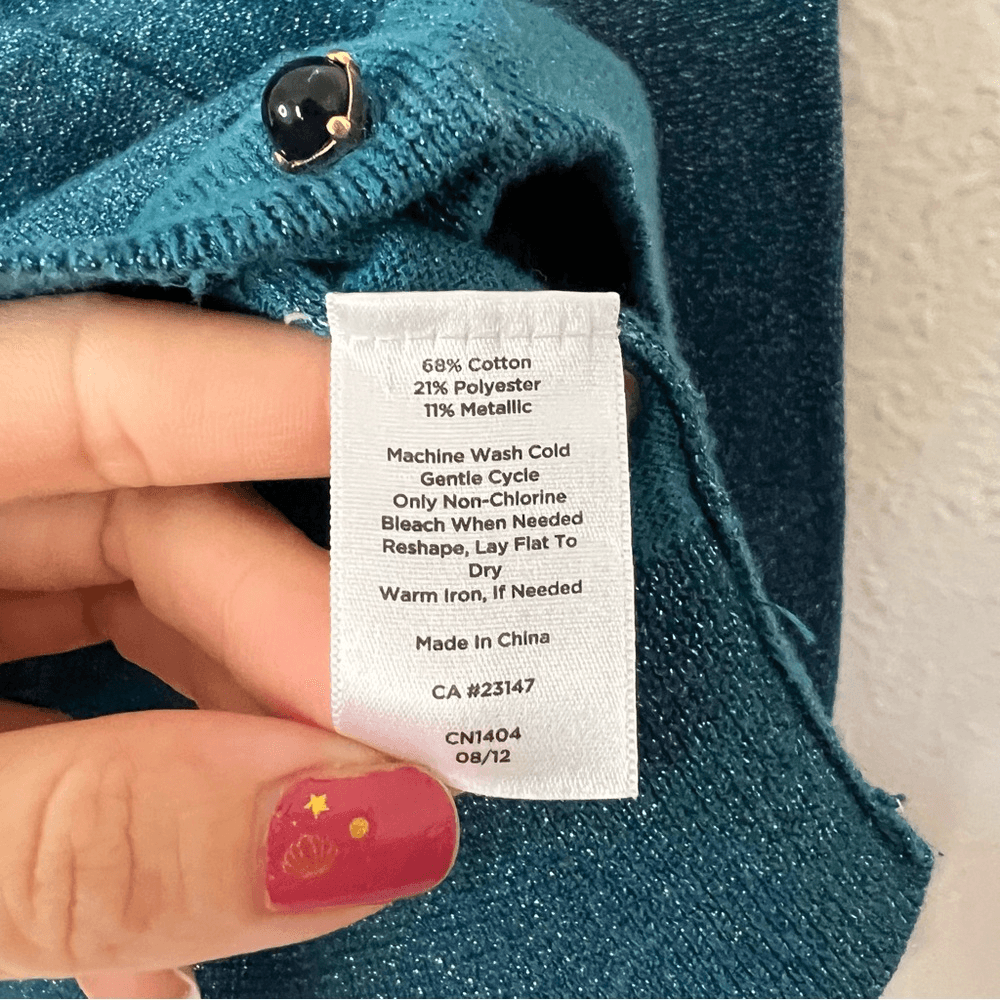 68% Cotton
21% Polyester
11% Metallic
Machine Wash Cold
Gentle Cycle
Only Non-Chlorine
Bleach When Needed
Reshape, Lay Flat To
Dry
Warm Iron, If Needed
Made In China
CA #23147
CN1404
08/12